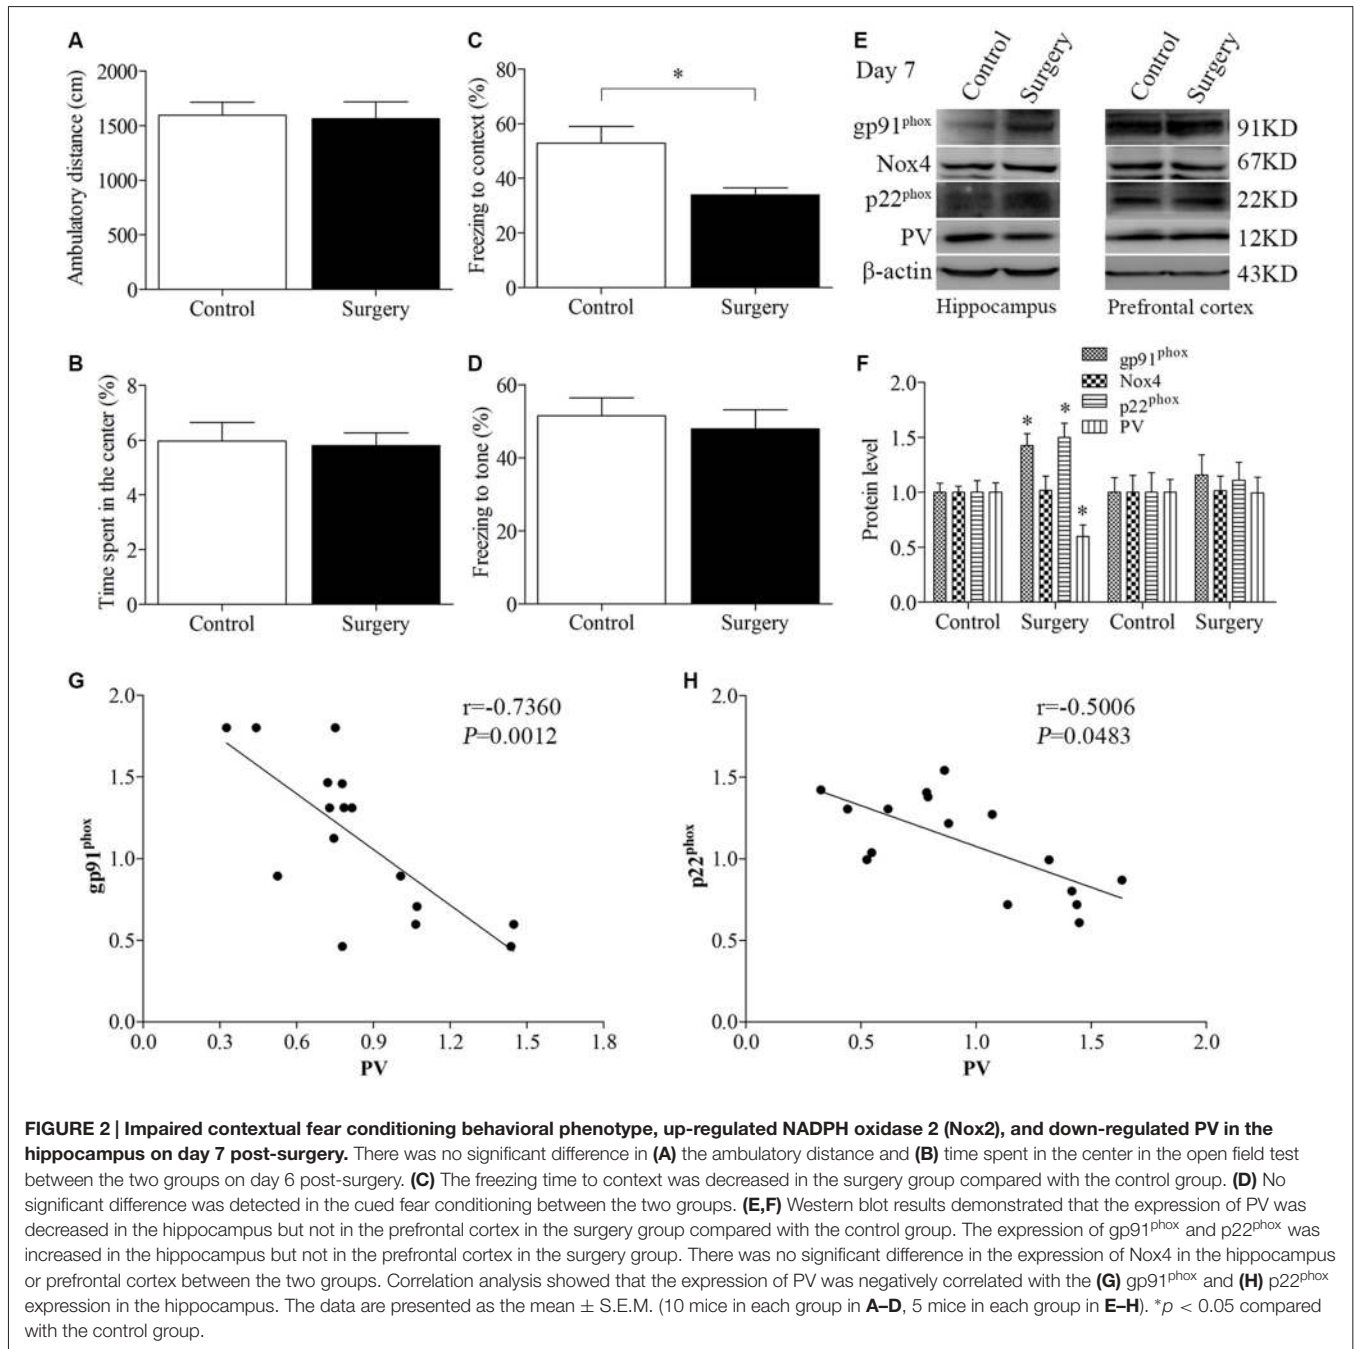 A
Ambulatory distance (cm)
2000
1500
1000
500
0
Control Surgery
C
Freezing to context (%)
80
60
40
20
0
*
Control Surgery
E
Day 7
Control Surgery Control Surgery
gp91phox 91KD
Nox4 67KD
p22phox 22KD
PV 12KD
β-actin 43KD
Hippocampus Prefrontal cortex
B
Time spent in the center (%)
8
6
4
2
0
Control Surgery
D
Freezing to tone (%)
60
40
20
0
Control Surgery
F
gp91phox
Nox4
p22phox
PV
Protein level
2.0
1.5
1.0
0.5
0.0
* * *
Control Surgery Control Surgery
G
gp91phox
2.0
1.5
1.0
0.5
0.0
r=-0.7360
P=0.0012
0.0 0.3 0.6 0.9 1.2 1.5 1.8
PV
H
p22phox
2.0
1.5
1.0
0.5
0.0
r=-0.5006
P=0.0483
0.0 0.5 1.0 1.5 2.0
PV
FIGURE 2 | Impaired contextual fear conditioning behavioral phenotype, up-regulated NADPH oxidase 2 (Nox2), and down-regulated PV in the
hippocampus on day 7 post-surgery. There was no significant difference in (A) the ambulatory distance and (B) time spent in the center in the open field test
between the two groups on day 6 post-surgery. (C) The freezing time to context was decreased in the surgery group compared with the control group. (D) No
significant difference was detected in the cued fear conditioning between the two groups. (E,F) Western blot results demonstrated that the expression of PV was
decreased in the hippocampus but not in the prefrontal cortex in the surgery group compared with the control group. The expression of gp91phox and p22phox was
increased in the hippocampus but not in the prefrontal cortex in the surgery group. There was no significant difference in the expression of Nox4 in the hippocampus
or prefrontal cortex between the two groups. Correlation analysis showed that the expression of PV was negatively correlated with the (G) gp91phox and (H) p22phox
expression in the hippocampus. The data are presented as the mean ± S.E.M. (10 mice in each group in A–D, 5 mice in each group in E–H). *p < 0.05 compared
with the control group.